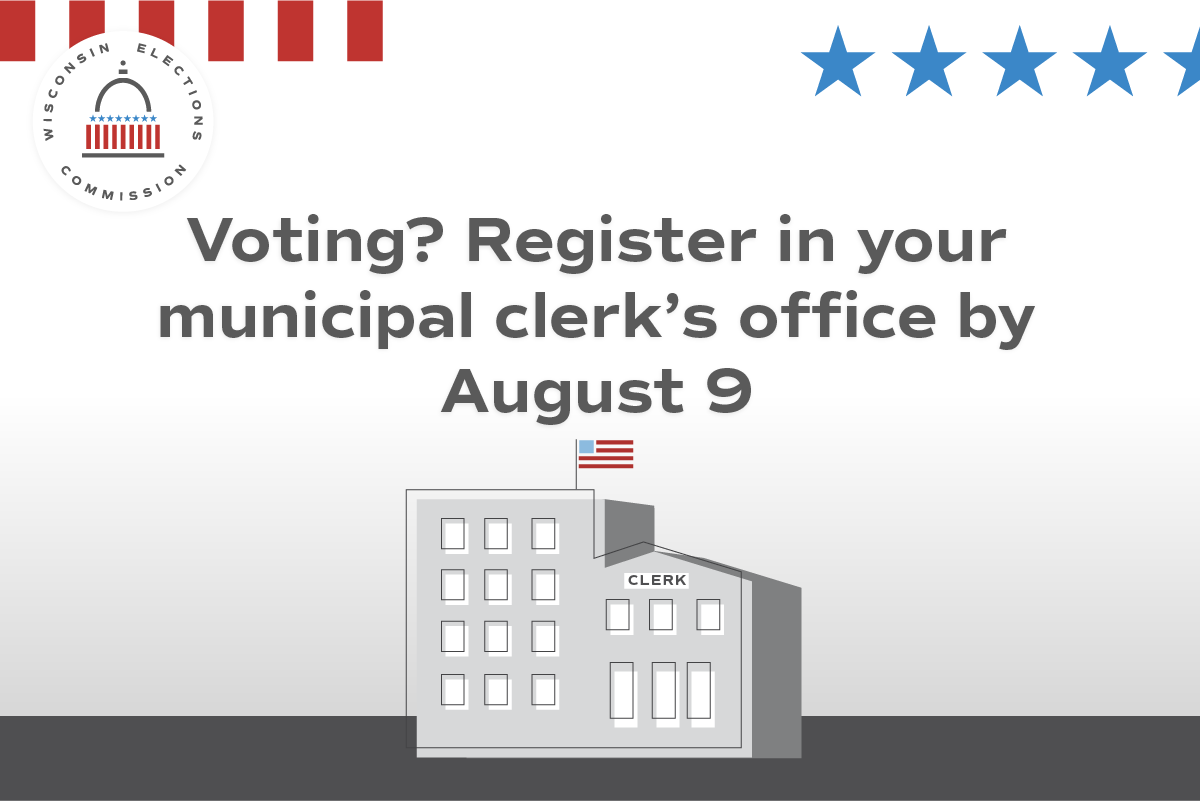 WISCONSIN ELECTIONS
COMMISSION
Voting? Register in your
municipal clerk’s office by
August 9
CLERK